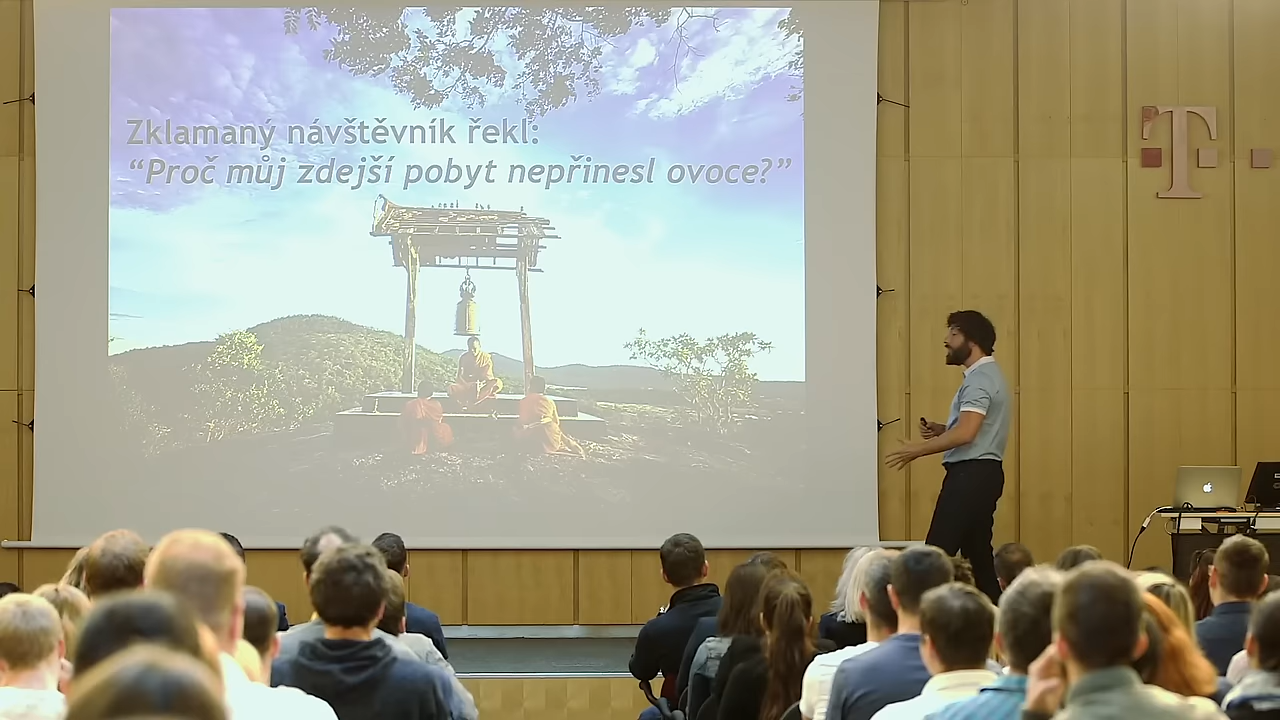 Zklamaný návštěvník řekl:
“Proč můj zdejší pobyt nepřinesl ovoce?”
T